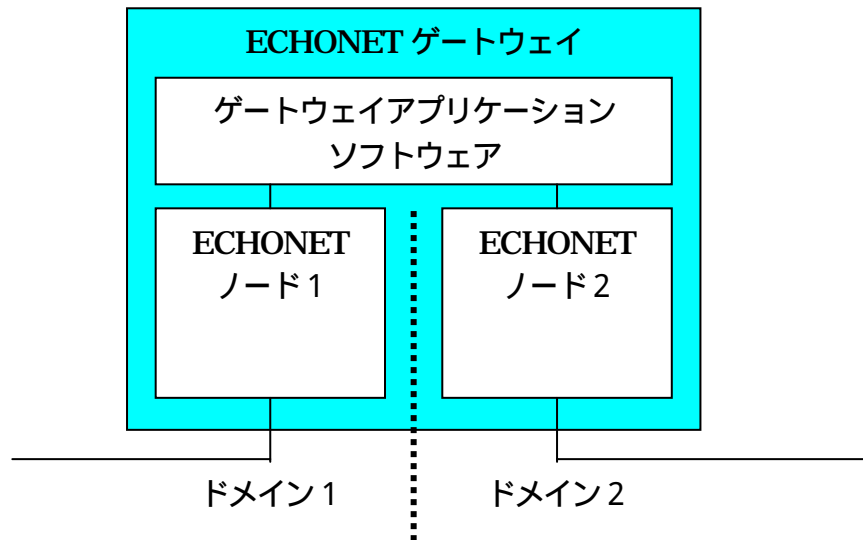 ECHONET ゲートウェイ
ゲートウェイアプリケーション
ソフトウェア
ECHONET
ノード1
ECHONET
ノード2
ドメイン1
ドメイン2